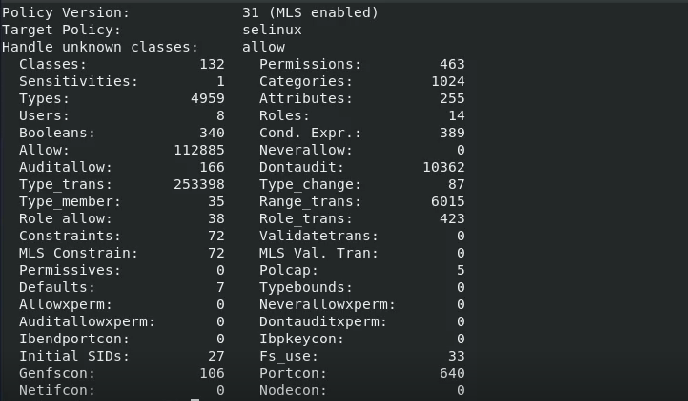 Policy Version: 31 (MLS enabled)
Target Policy: selinux
Handle unknown classes: allow
Classes: 132 Permissions: 463
Sensitivities: 1 Categories: 1024
Types: 4959 Attributes: 255
Users: 8 Roles: 14
Booleans: 340 Cond. Expr.: 389
Allow: 112885 Neverallow: 0
Auditallow: 166 Dontaudit: 10362
Type_trans: 253398 Type_change: 87
Type_member: 35 Range_trans: 6015
Role allow: 38 Role_trans: 423
Constraints: 72 Validatetrans: 0
MLS Constrain: 72 MLS Val. Tran: 0
Permissives: 0 Polcap: 5
Defaults: 7 Typebounds: 0
Allowxperm: 0 Neverallowxperm: 0
Auditallowxperm: 0 Dontauditxperm: 0
Ibendportcon: 0 Ibpkeycon: 0
Initial SIDs: 27 Fs_use: 33
Genfscon: 106 Portcon: 640
Netifcon: 0 Nodecon: 0